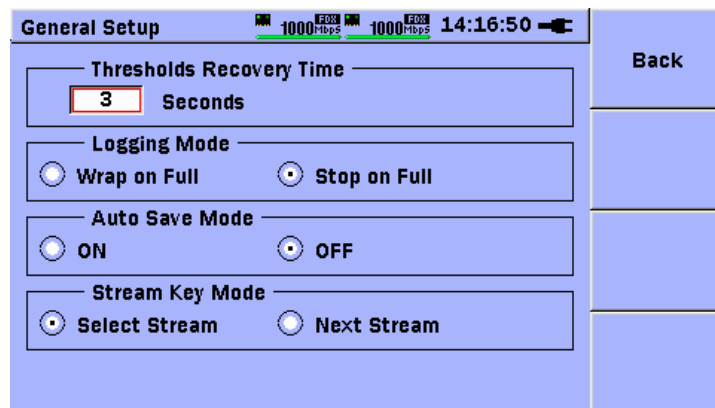 General Setup 1000 FDX Mbps 1000 FDX Mbps 14:16:50
Back
Thresholds Recovery Time
3 Seconds
Logging Mode
Wrap on Full Stop on Full
Auto Save Mode
ON OFF
Stream Key Mode
Select Stream Next Stream